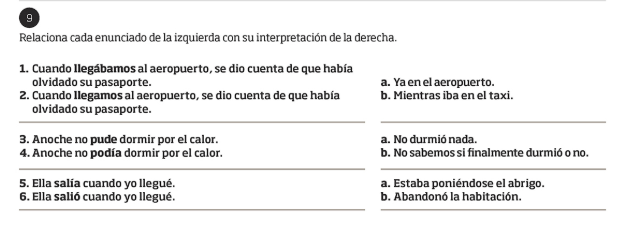 9
Relaciona cada enunciado de la izquierda con su interpretación de la derecha.
1. Cuando llegábamos al aeropuerto, se dio cuenta de que había
olvidado su pasaporte.
2. Cuando llegamos al aeropuerto, se dio cuenta de que había
olvidado su pasaporte.
a. Ya en el aeropuerto.
b. Mientras iba en el taxi.
3. Anoche no pude dormir por el calor.
4. Anoche no podía dormir por el calor.
a. No durmió nada.
b. No sabemos si finalmente durmió o no.
5. Ella salía cuando yo llegué.
6. Ella salió cuando yo llegué.
a. Estaba poniéndose el abrigo.
b. Abandonó la habitación.